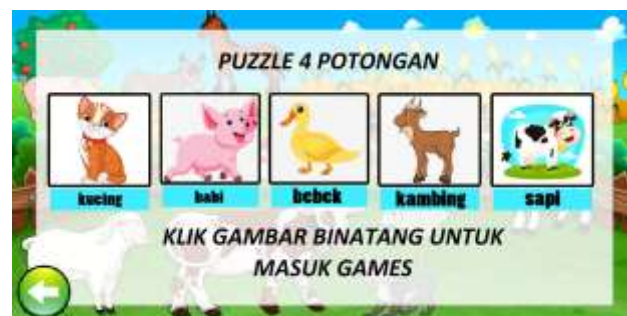 PUZZLE 4 POTONGAN
kucing
babi
bebek
kambing
sapi
KLIK GAMBAR BINATANG UNTUK
MASUK GAMES